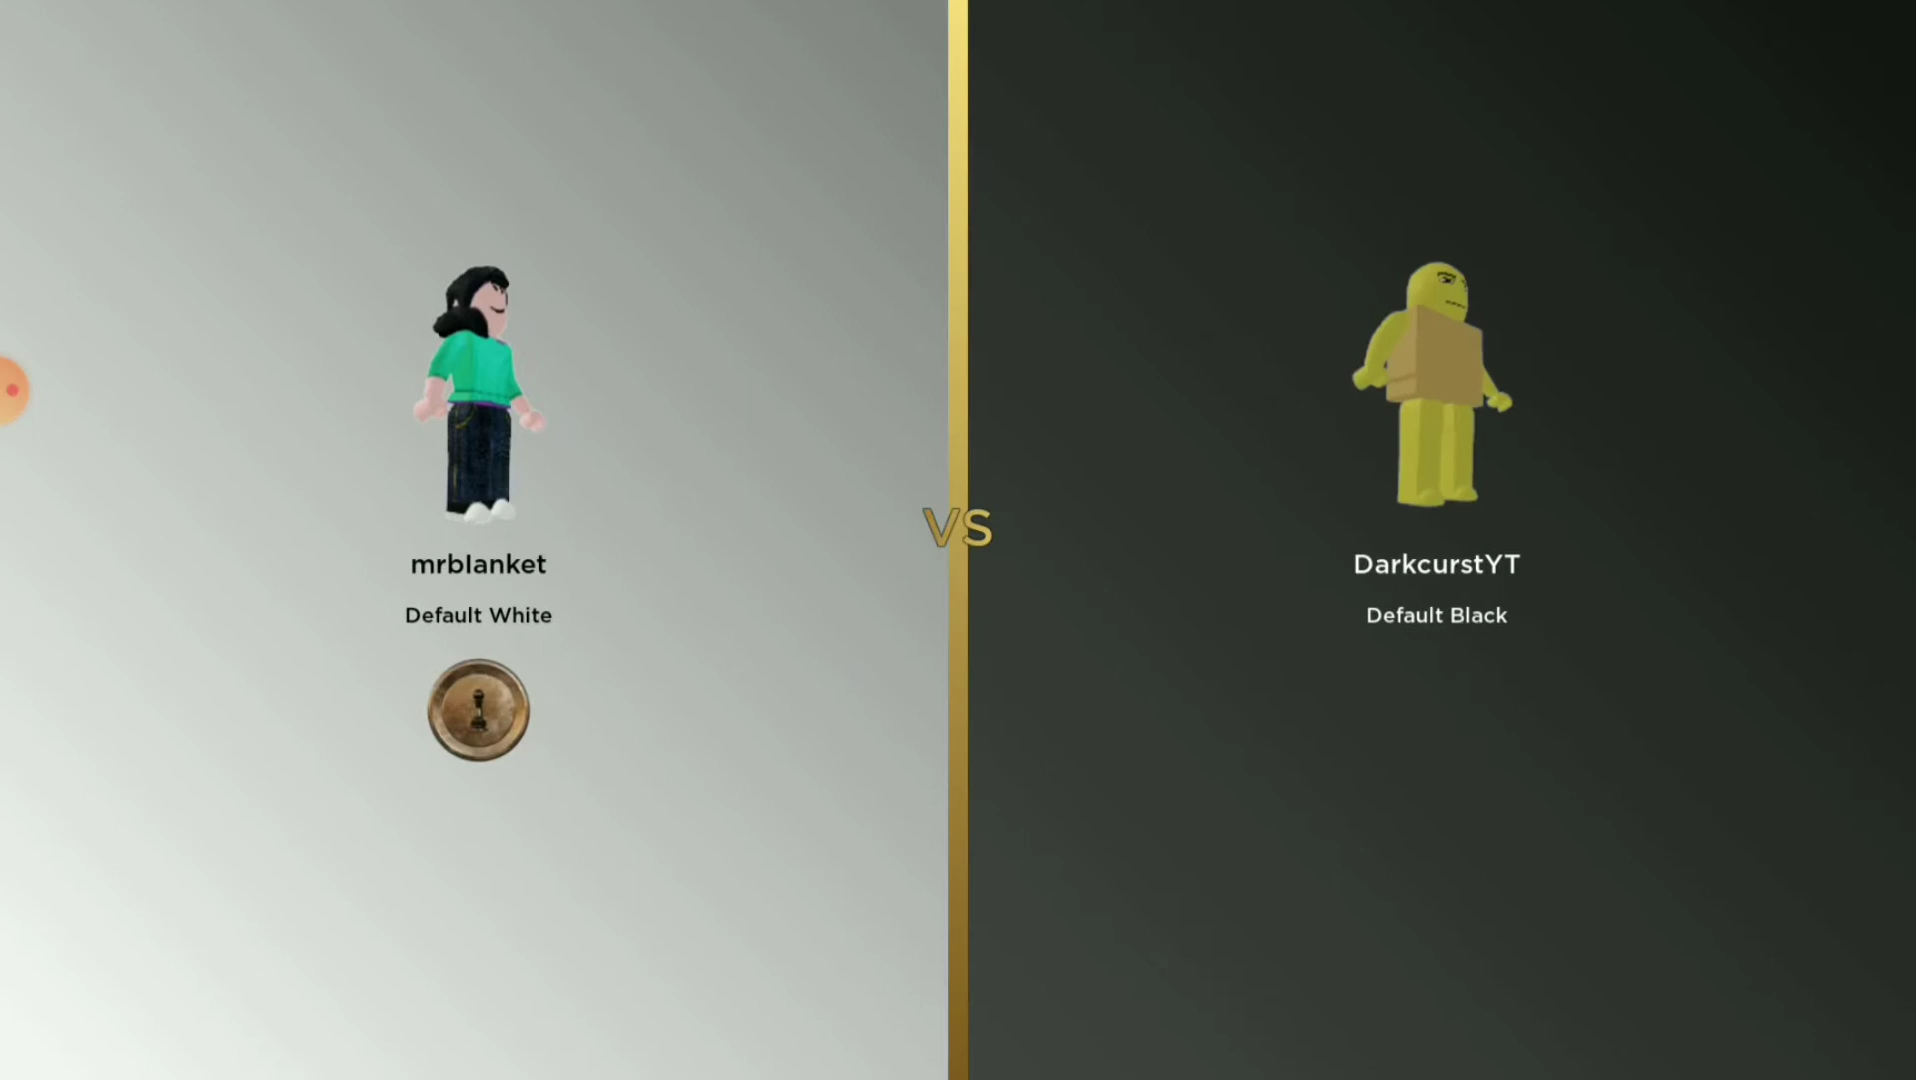 mrblanket
Default White
VS
DarkcurstYT
Default Black